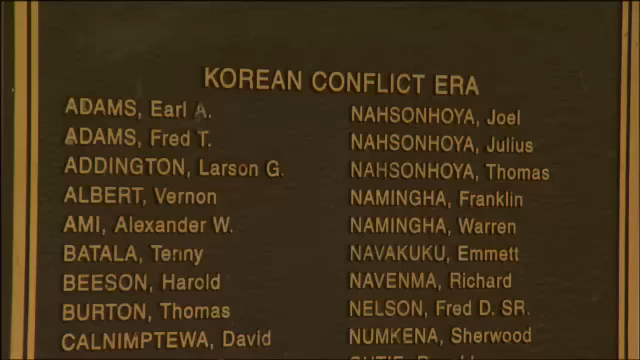 KOREAN CONFLICT ERA
ADAMS, Earl A.
ADAMS, Fred T.
ADDINGTON, Larson G.
ALBERT, Vernon
AMI, Alexander W.
BATALA, Terry
BEESON, Harold
BURTON, Thomas
CALNIMPTEWA, David
NAHSONHOYA, Joel
NAHSONHOYA, Julius
NAHSONHOYA, Thomas
NAMINGHA, Franklin
NAMINGHA, Warren
NAVAKUKU, Emmett
NAVENMA, Richard
NELSON, Fred D. SR.
NUMKENA, Sherwood